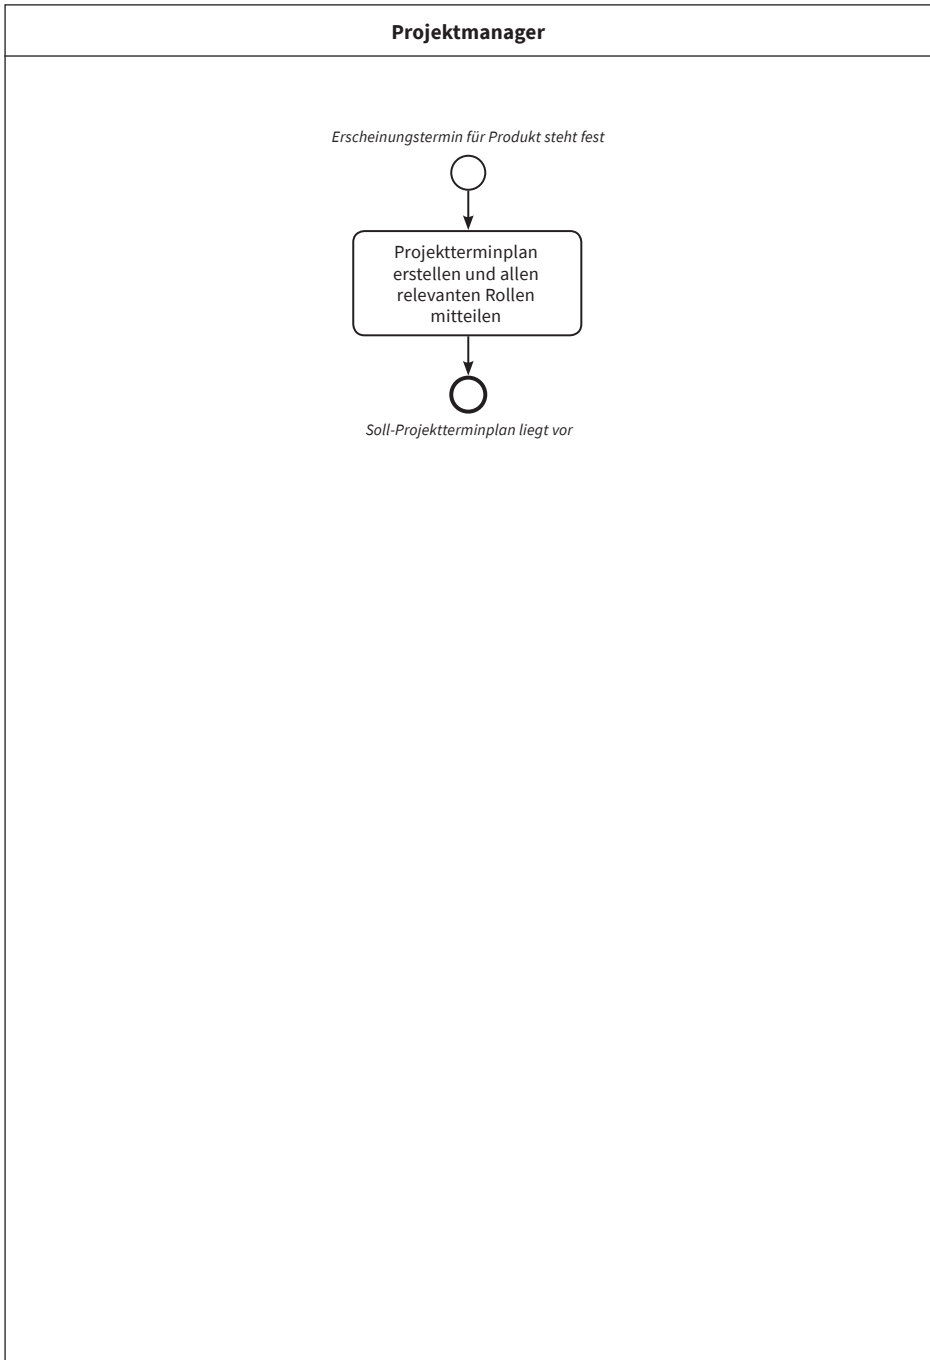 Projektmanager
Erscheinungstermin für Produkt steht fest
Projektterminplan
erstellen und allen
relevanten Rollen
mitteilen
Soll-Projektterminplan liegt vor